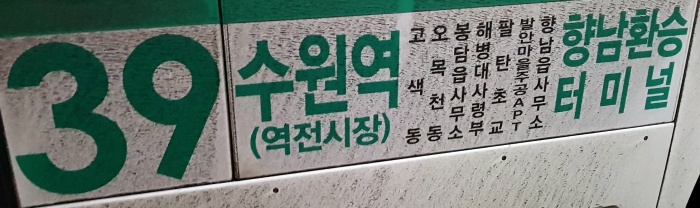 39
수원역
(역전시장)
고색동
오목천동
봉담읍사무소
해병대사령부
팔탄초교
발안마을주공APT
향남읍사무소
향남환승
터미널